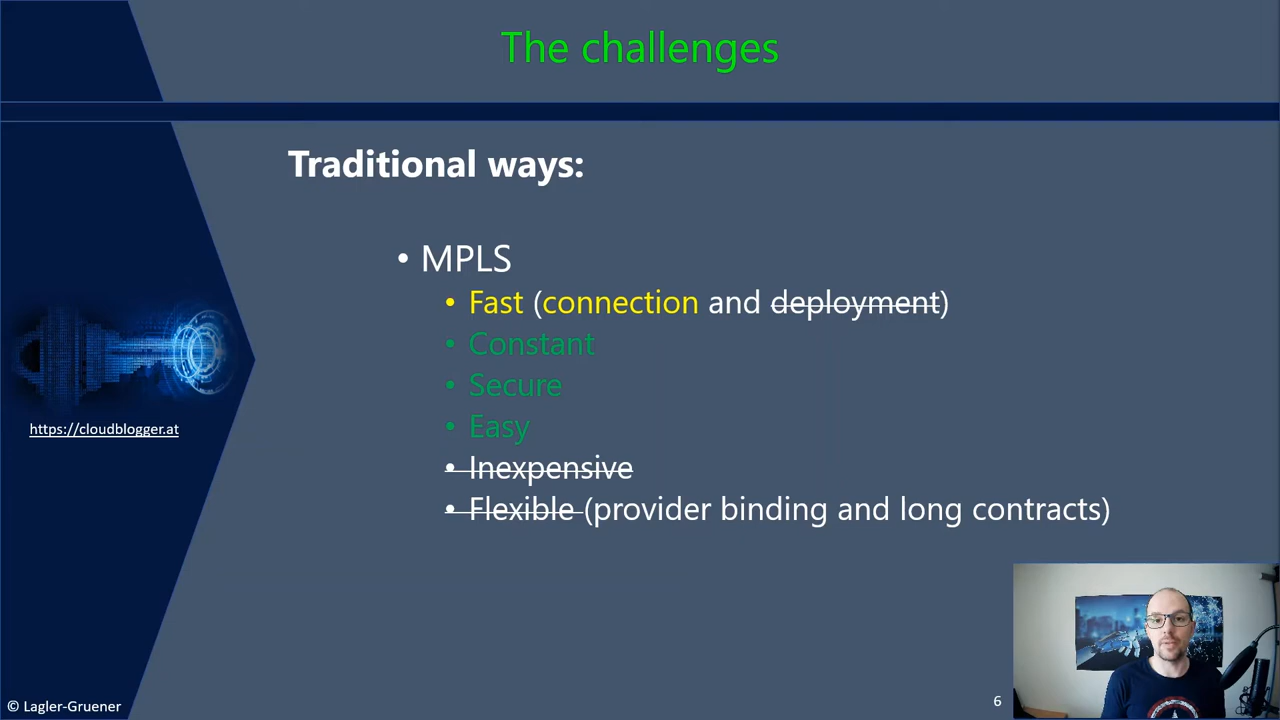 The challenges
Traditional ways:
• MPLS
• Fast (connection and deployment)
• Constant
• Secure
• Easy
• Inexpensive
• Flexible (provider binding and long contracts)
https://cloudblogger.at
© Lagler-Gruener
6